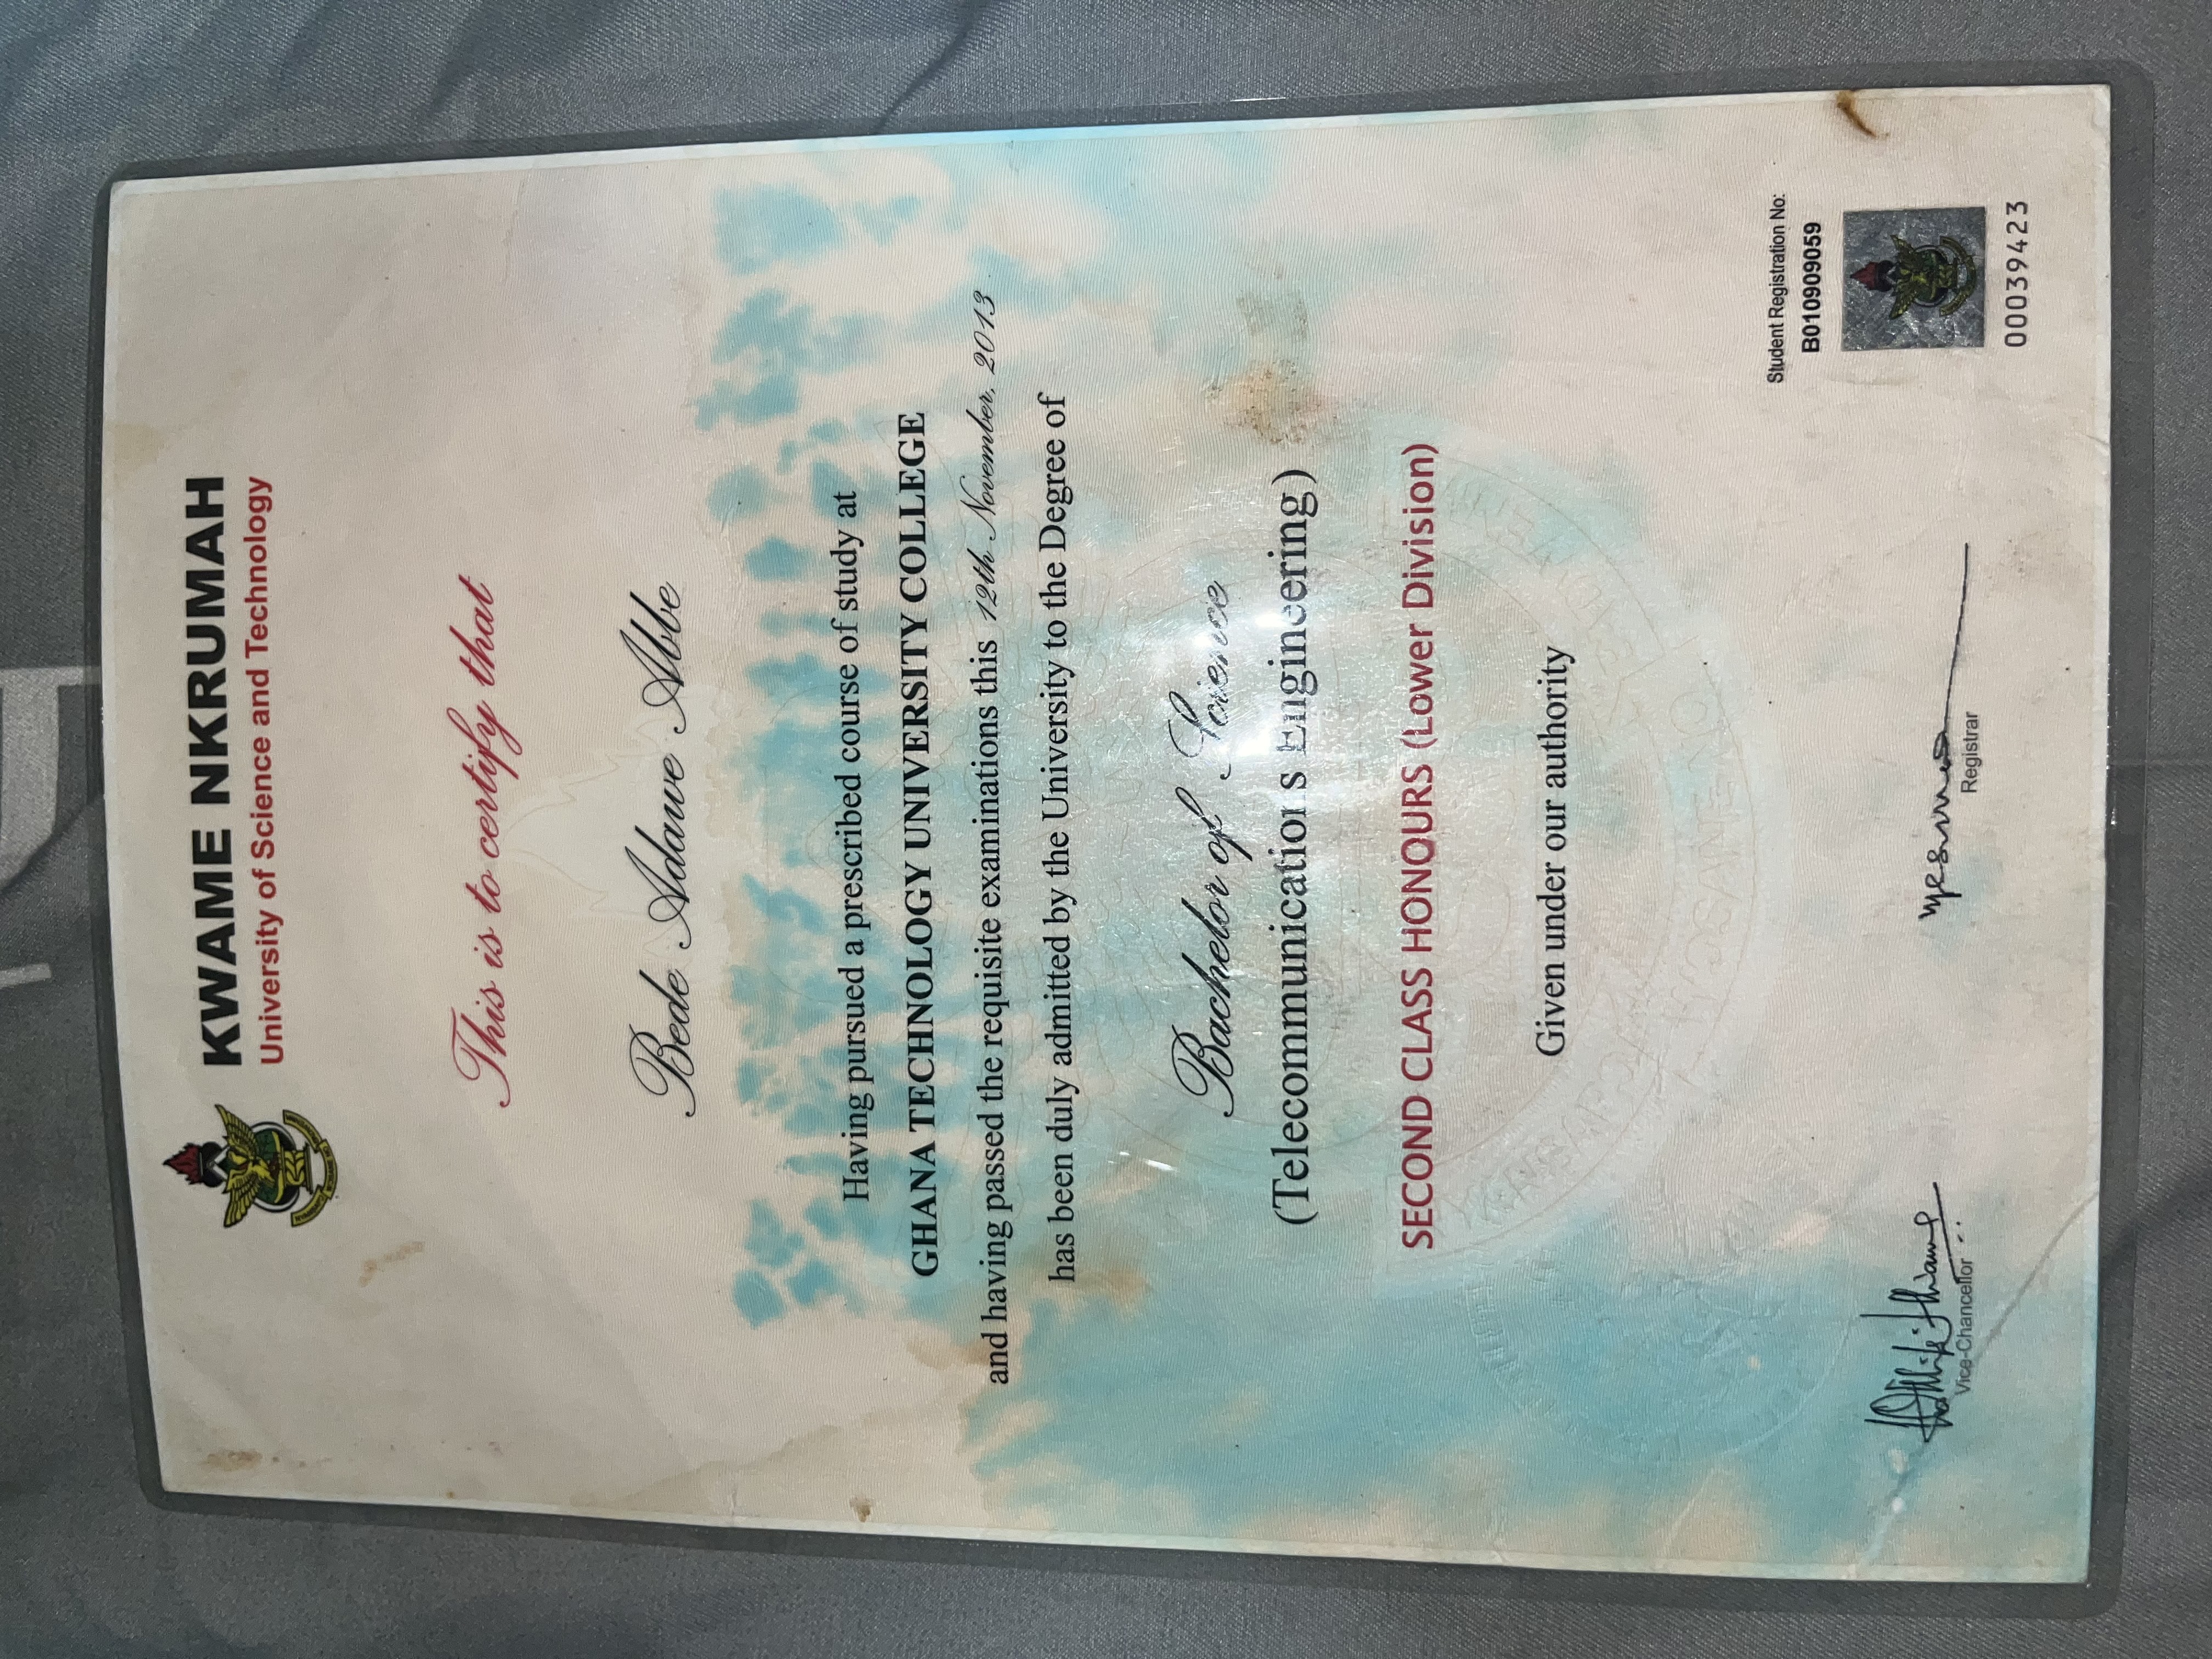 KWAME NKRUMAH
University of Science and Technology
This is to certify that
Bede Adawe Abbe
Having pursued a prescribed course of study at
GHANA TECHNOLOGY UNIVERSITY COLLEGE
and having passed the requisite examinations this 12th November, 2013
has been duly admitted by the University to the Degree of
Bachelor of Science
(Telecommunications Engineering)
SECOND CLASS HONOURS (Lower Division)
Given under our authority
WOSANE NO
Student Registration No:
B010909059
Vice-Chancellor
Registrar
00039423